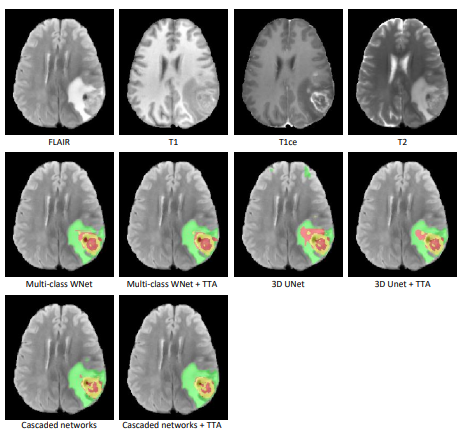 FLAIR
T1
T1ce
T2
Multi-class WNet
Multi-class WNet + TTA
3D UNet
3D Unet + TTA
Cascaded networks
Cascaded networks + TTA